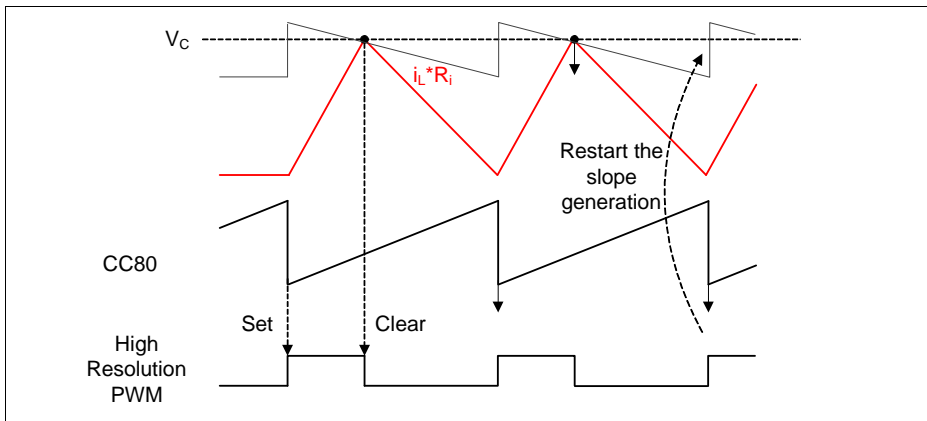 V_C
i_L*R_i
Restart the
slope
generation
CC80
Set
Clear
High
Resolution
PWM